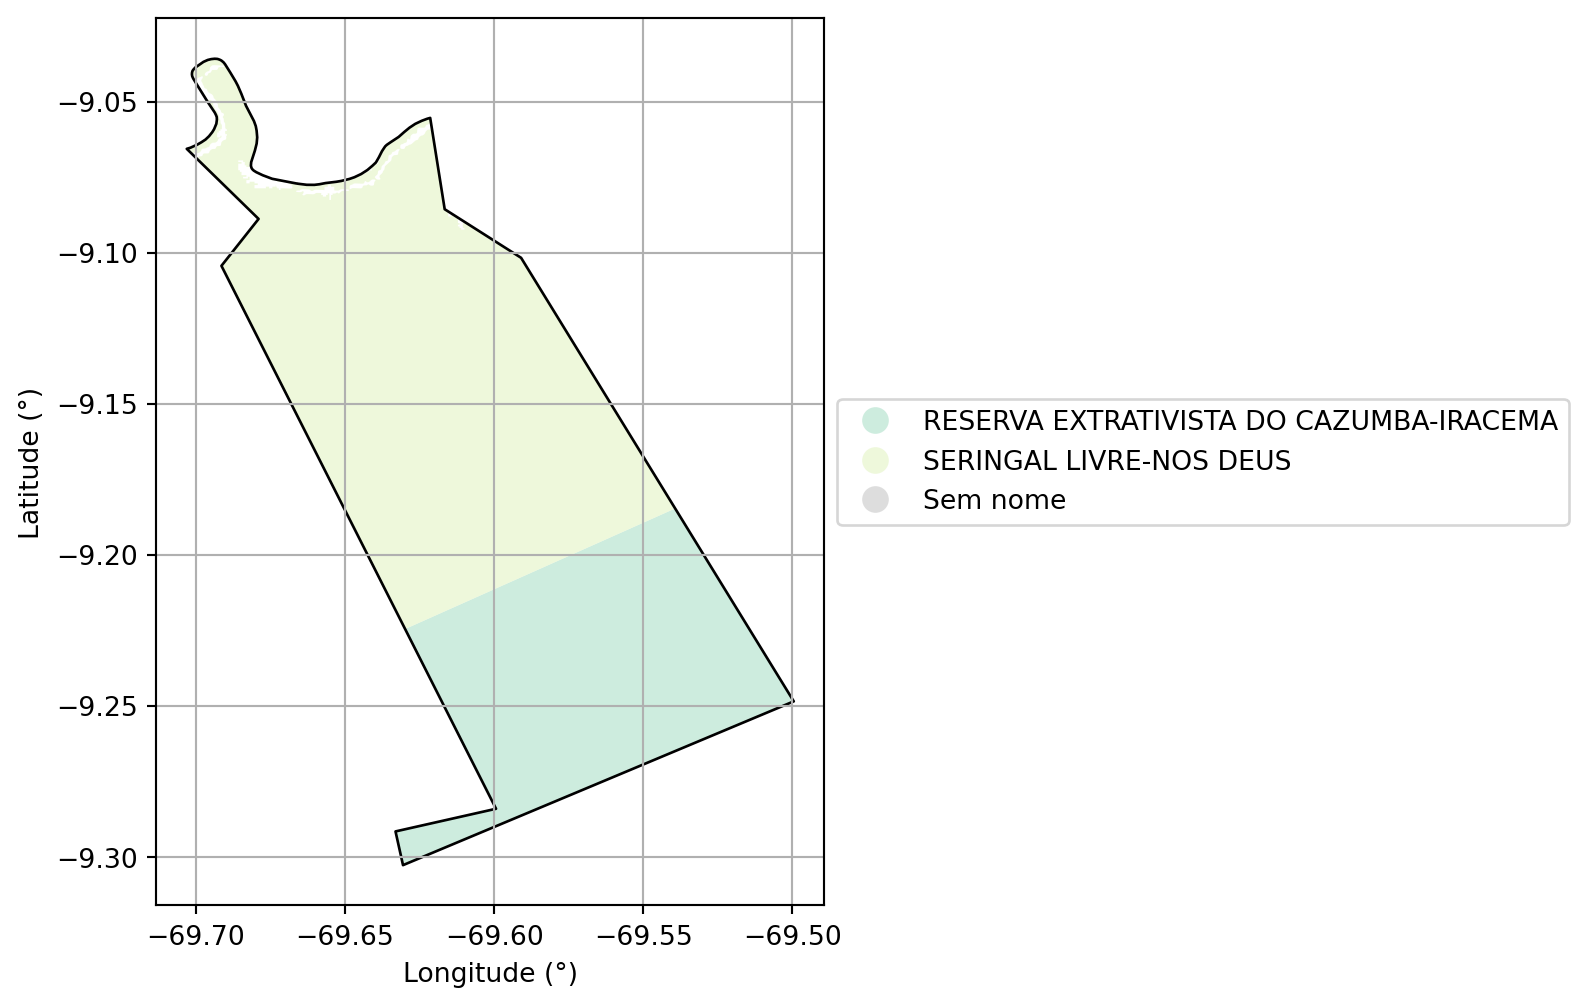 −9.05
−9.10
−9.15
−9.20
−9.25
−9.30
Latitude (°)
−69.70 −69.65 −69.60 −69.55 −69.50
Longitude (°)
RESERVA EXTRATIVISTA DO CAZUMBA-IRACEMA
SERINGAL LIVRE-NOS DEUS
Sem nome